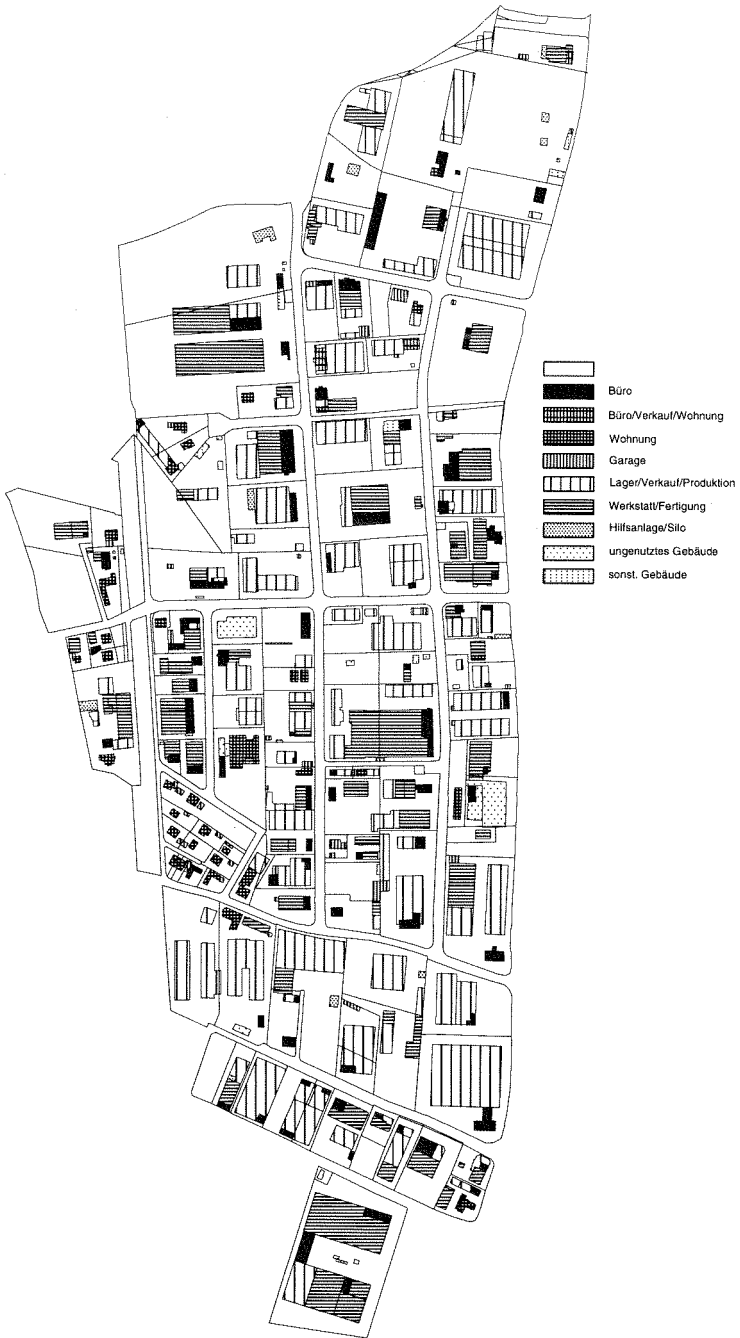 Büro
Büro/Verkauf/Wohnung
Wohnung
Garage
Lager/Verkauf/Produktion
Werkstatt/Fertigung
Hilfsanlage/Silo
ungenutztes Gebäude
sonst. Gebäude